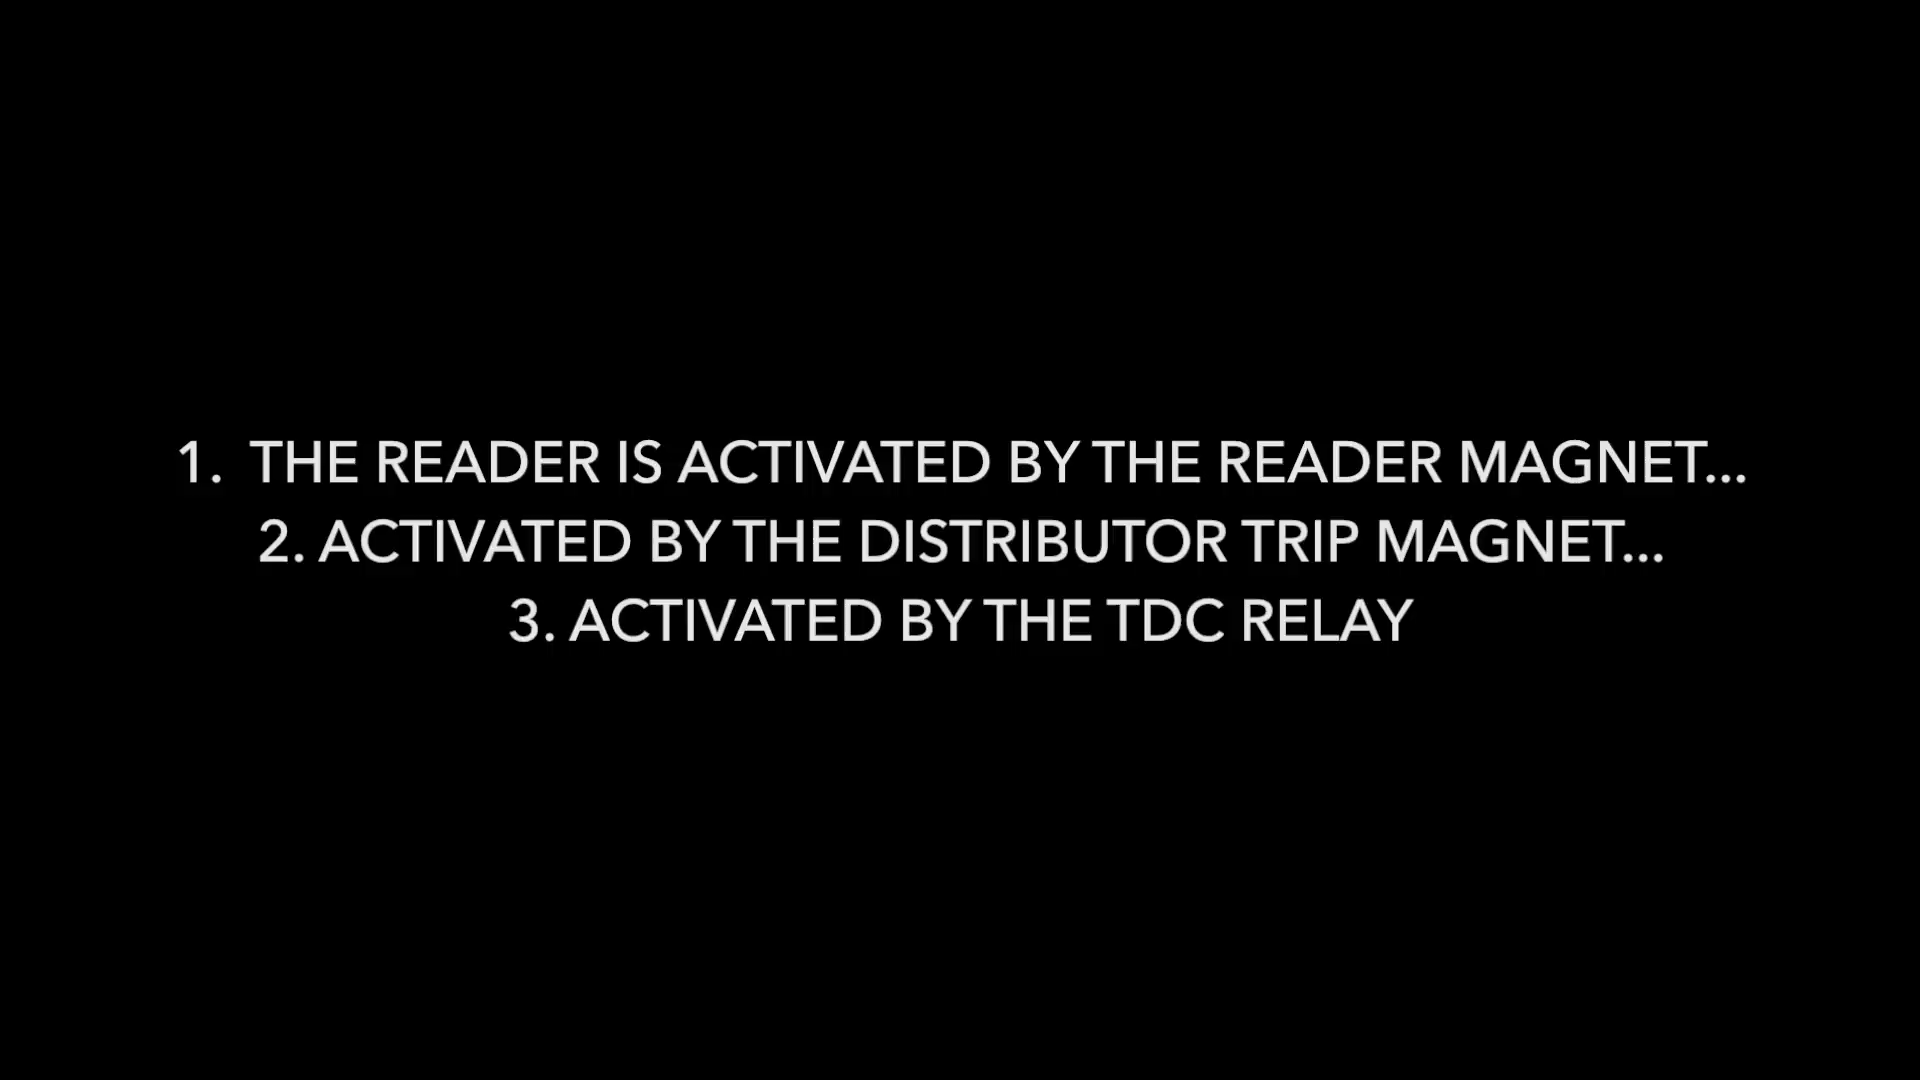 1.  THE READER IS ACTIVATED BY THE READER MAGNET...
2. ACTIVATED BY THE DISTRIBUTOR TRIP MAGNET...
3. ACTIVATED BY THE TDC RELAY